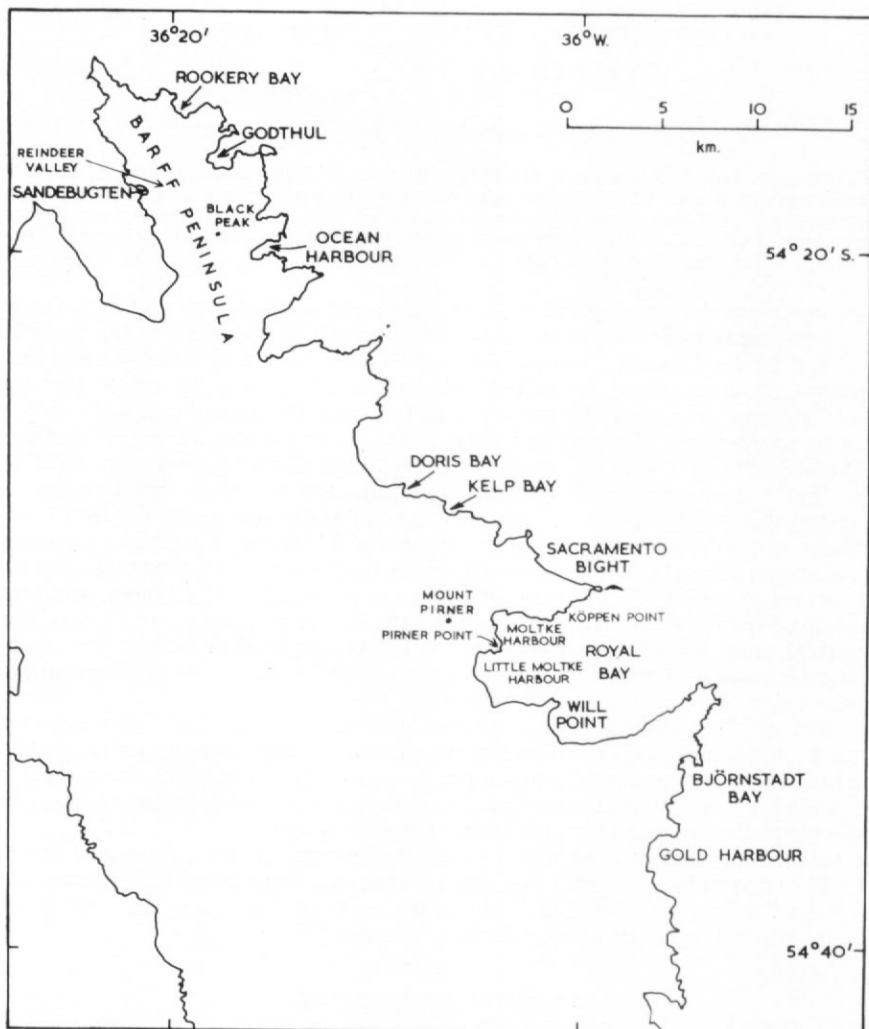 36°20'
36°W.
ROOKERY BAY
0 5 10 15
km.
GODTHUL
BARFF PENINSULA
REINDEER
VALLEY
SANDEBUGTEN
BLACK
PEAK
OCEAN
HARBOUR
54°20' S.
DORIS BAY
KELP BAY
SACRAMENTO
BIGHT
MOUNT
PIRNER
KÖPPEN POINT
PIRNER POINT
MOLTKE
HARBOUR
ROYAL
BAY
LITTLE MOLTKE
HARBOUR
WILL
POINT
BJÖRNSTADT
BAY
GOLD HARBOUR
54°40'